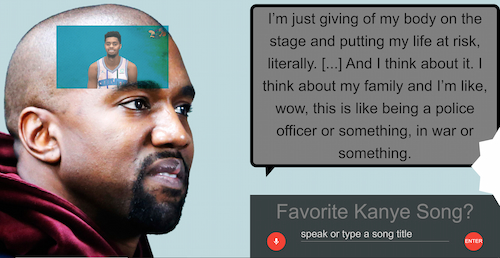 I'm just giving of my body on the
stage and putting my life at risk,
literally. [...] And I think about it. I
think about my family and I'm like,
wow, this is like being a police
officer or something, in war or
something.
Favorite Kanye Song?
speak or type a song title
ENTER